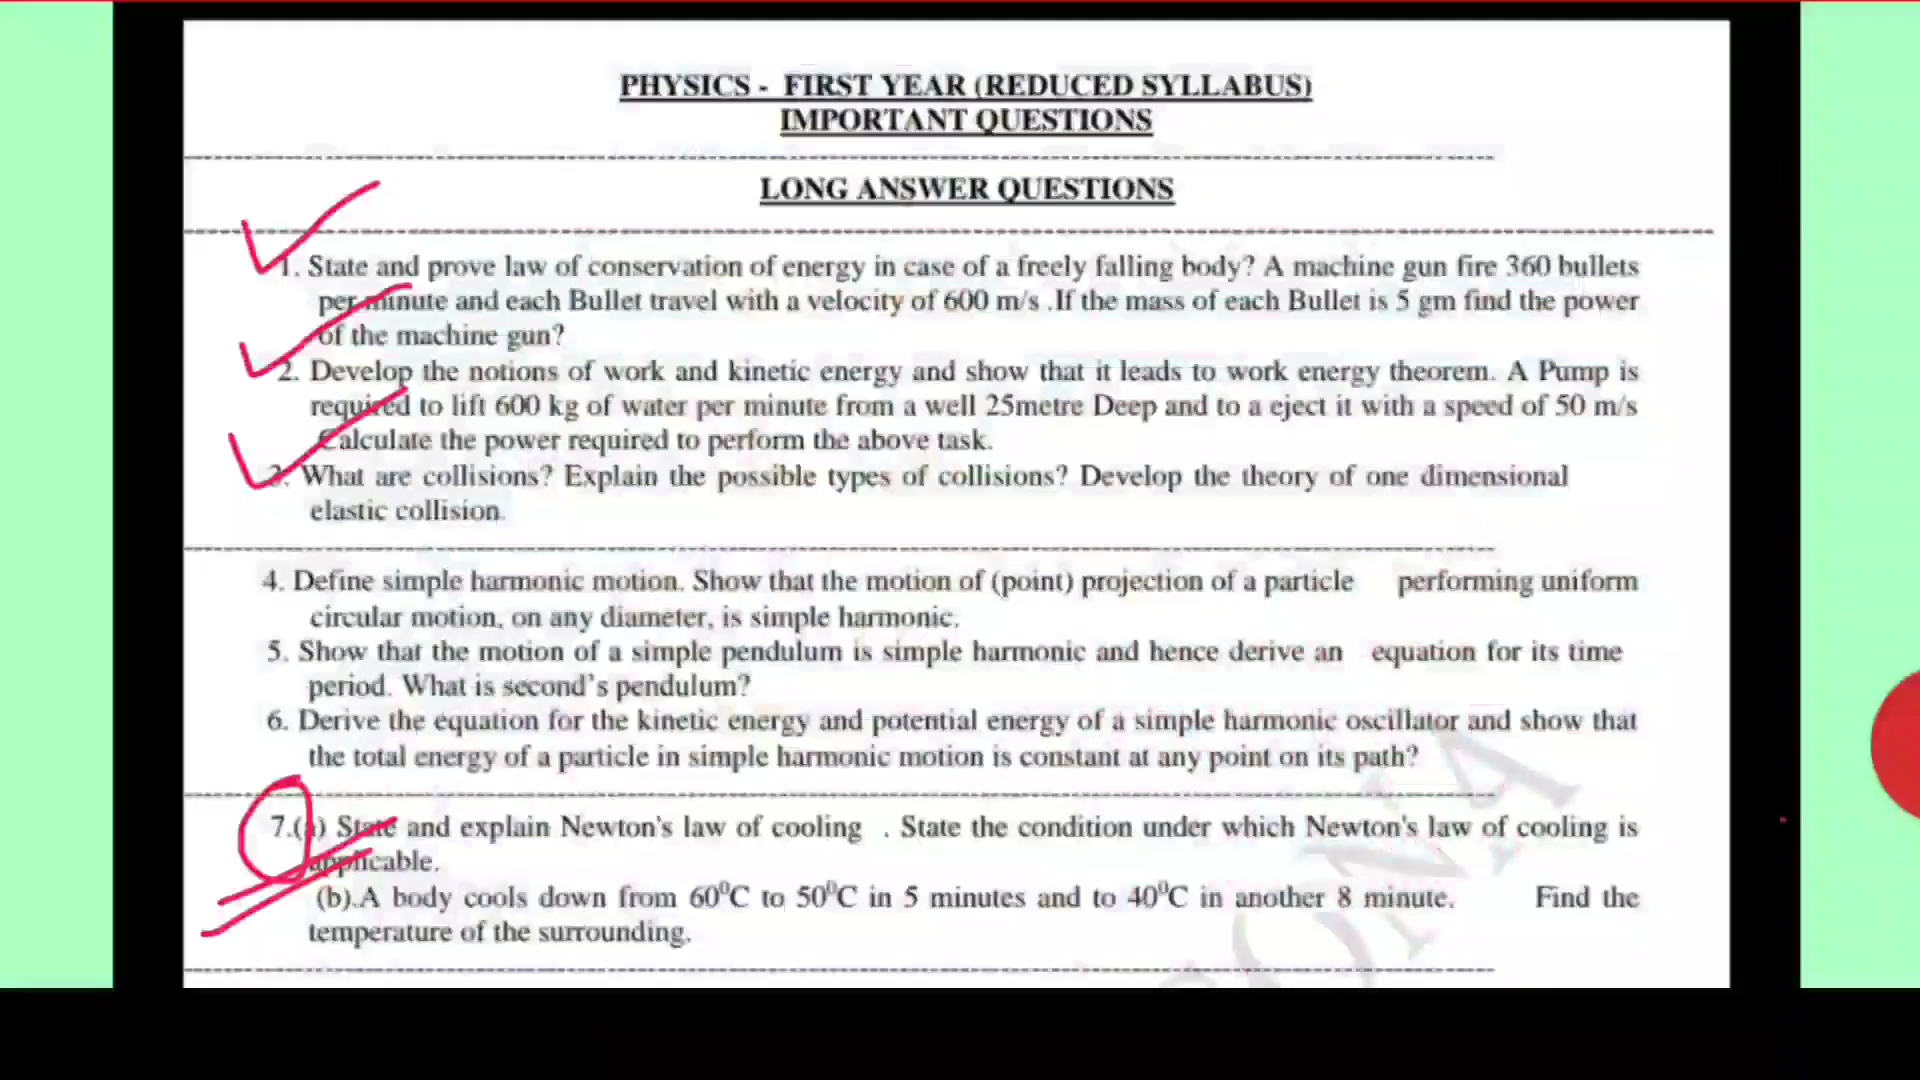 PHYSICS - FIRST YEAR (REDUCED SYLLABUS)
IMPORTANT QUESTIONS
LONG ANSWER QUESTIONS
1. State and prove law of conservation of energy in case of a freely falling body? A machine gun fire 360 bullets
per minute and each Bullet travel with a velocity of 600 m/s .If the mass of each Bullet is 5 gm find the power
of the machine gun?
2. Develop the notions of work and kinetic energy and show that it leads to work energy theorem. A Pump is
required to lift 600 kg of water per minute from a well 25metre Deep and to a eject it with a speed of 50 m/s
Calculate the power required to perform the above task.
3. What are collisions? Explain the possible types of collisions? Develop the theory of one dimensional
elastic collision.
4. Define simple harmonic motion. Show that the motion of (point) projection of a particle performing uniform
circular motion, on any diameter, is simple harmonic.
5. Show that the motion of a simple pendulum is simple harmonic and hence derive an equation for its time
period. What is second's pendulum?
6. Derive the equation for the kinetic energy and potential energy of a simple harmonic oscillator and show that
the total energy of a particle in simple harmonic motion is constant at any point on its path?
7.(a) State and explain Newton's law of cooling . State the condition under which Newton's law of cooling is
applicable.
(b).A body cools down from 60⁰C to 50⁰C in 5 minutes and to 40⁰C in another 8 minute. Find the
temperature of the surrounding.